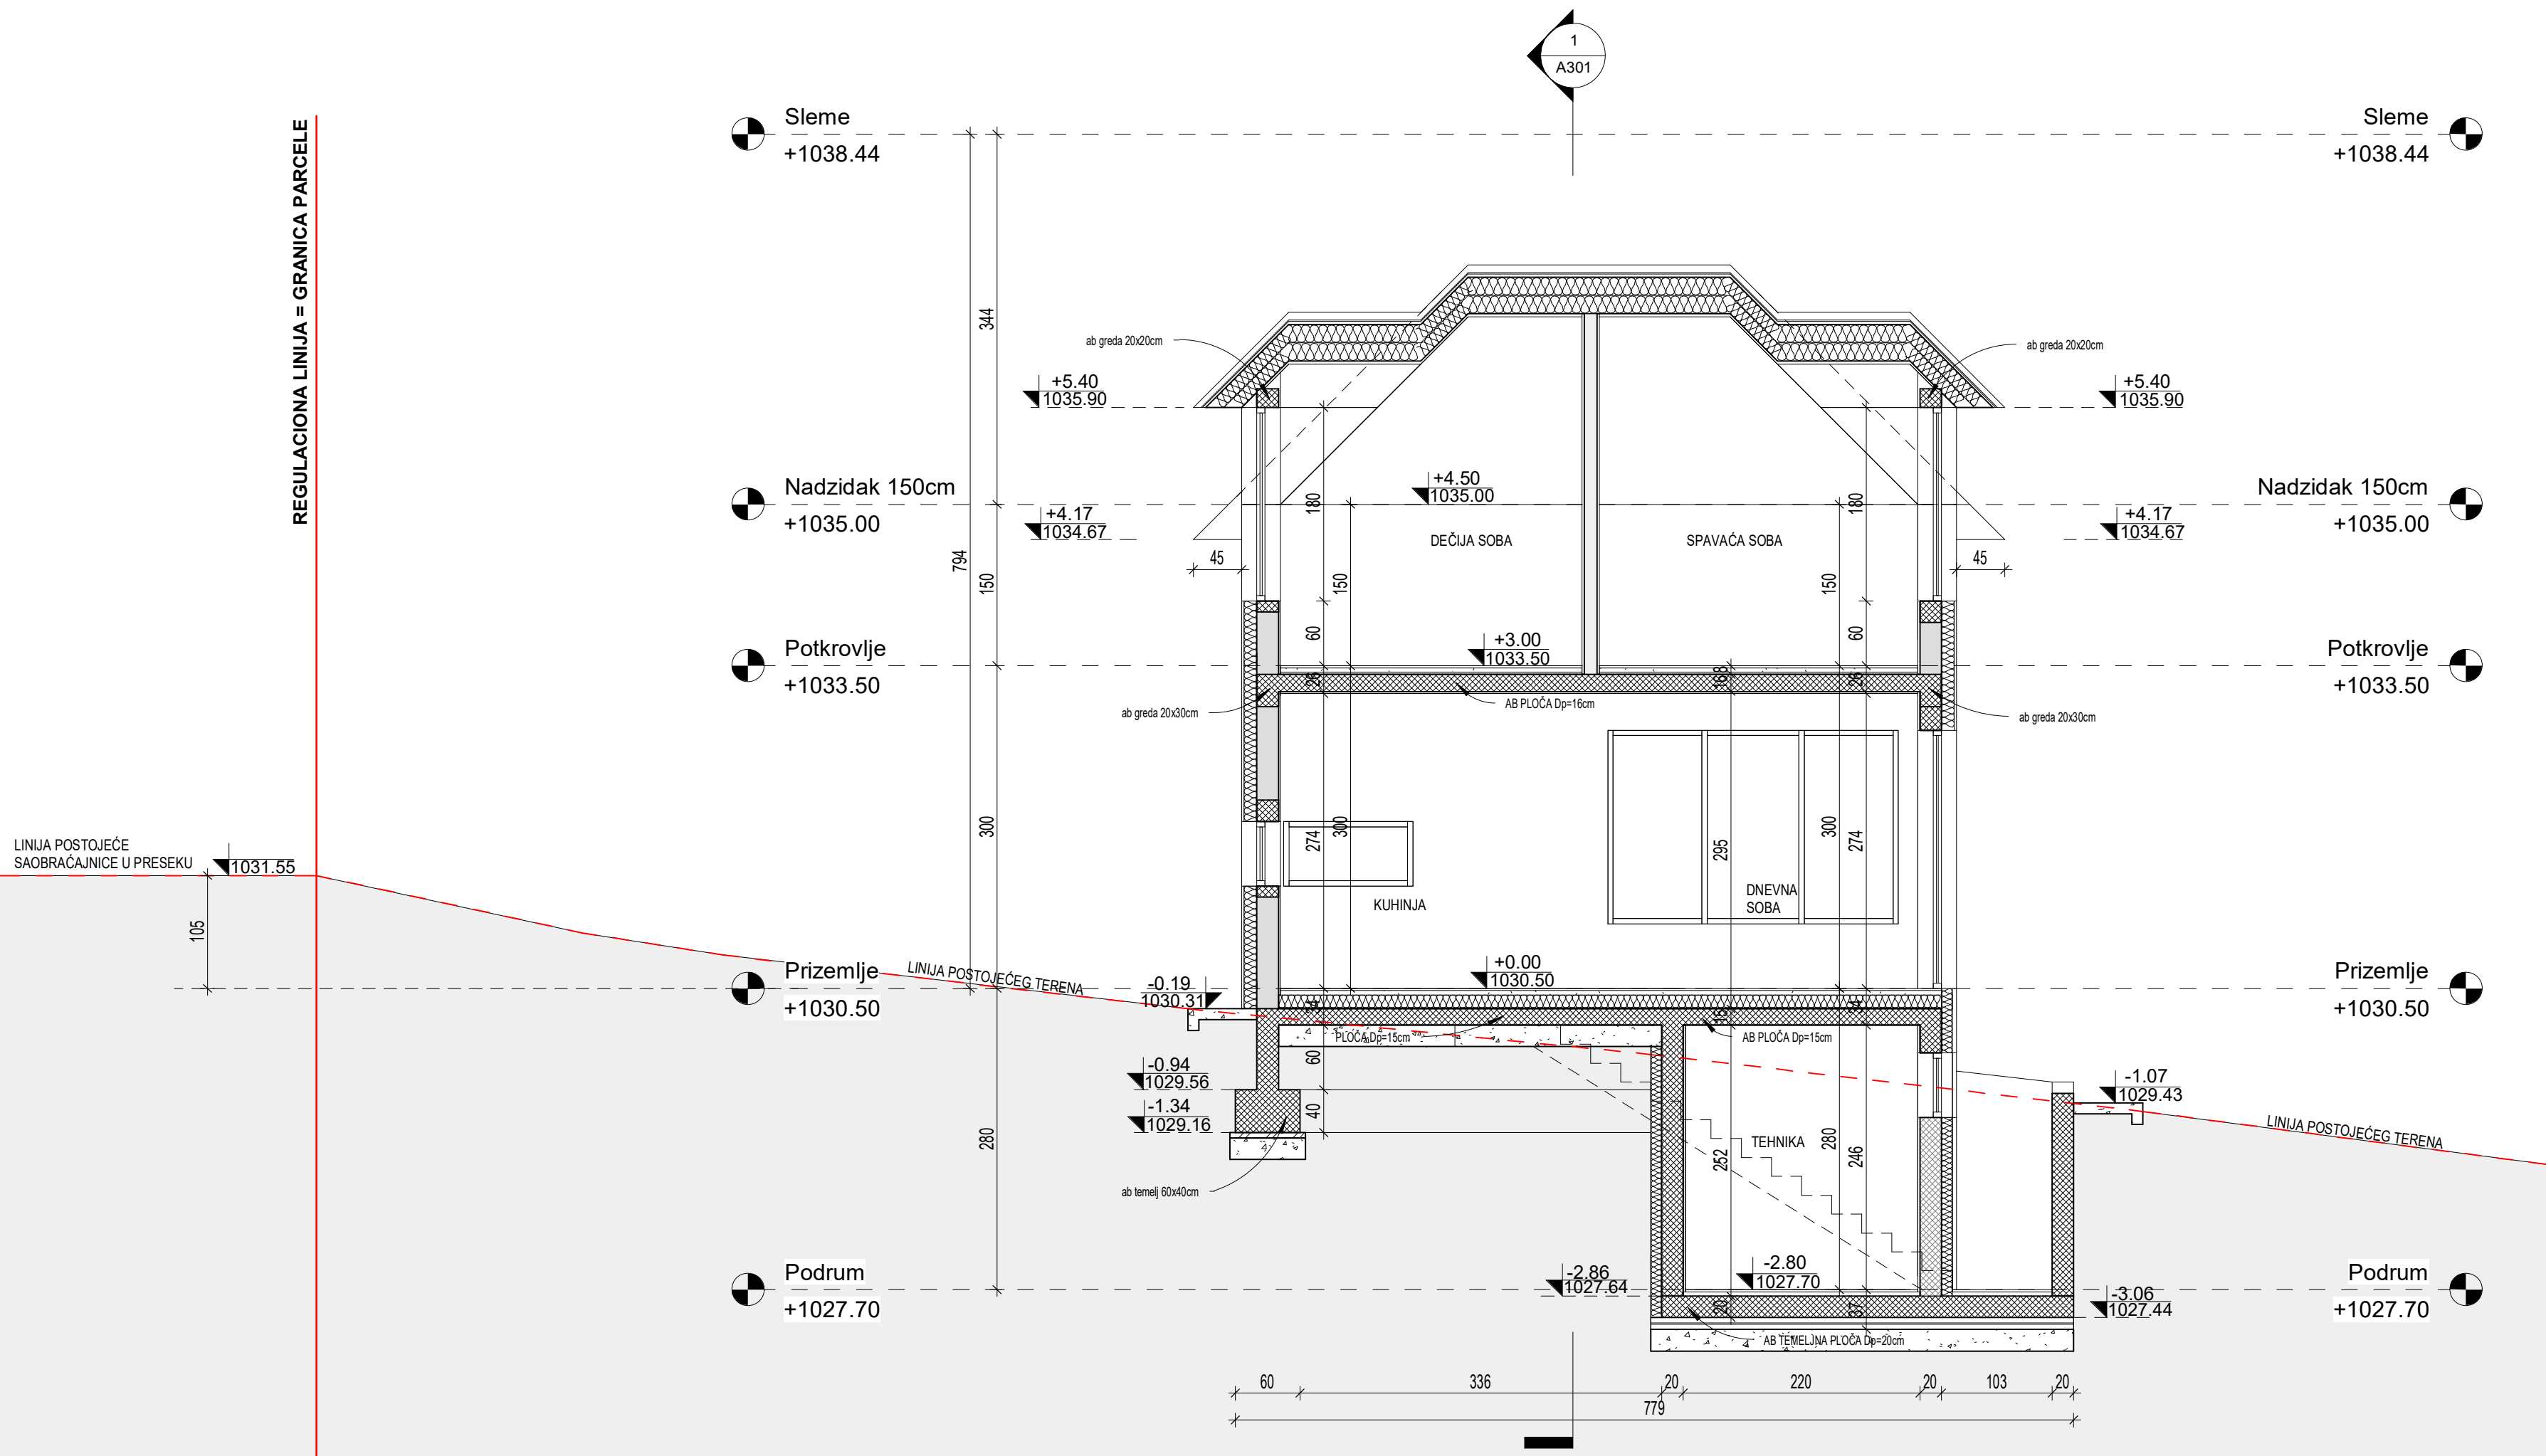 1
A301
REGULACIONA LINIJA = GRANICA PARCELE
Sleme
+1038.44
Sleme
+1038.44
344
794
ab greda 20x20cm
ab greda 20x20cm
+5.40
1035.90
+5.40
1035.90
Nadzidak 150cm
+1035.00
Nadzidak 150cm
+1035.00
+4.50
1035.00
180
180
+4.17
1034.67
+4.17
1034.67
DEČIJA SOBA
SPAVAĆA SOBA
45
45
150
150
150
60
60
+3.00
1033.50
Potkrovlje
+1033.50
Potkrovlje
+1033.50
26
168
26
AB PLOČA Dp=16cm
ab greda 20x30cm
ab greda 20x30cm
300
274
300
295
300
274
LINIJA POSTOJEĆE
SAOBRAĆAJNICE U PRESEKU
1031.55
105
KUHINJA
DNEVNA
SOBA
Prizemlje
+1030.50
LINIJA POSTOJEĆEG TERENA
-0.19
1030.31
+0.00
1030.50
Prizemlje
+1030.50
34
15
34
PLOČA Dp=15cm
AB PLOČA Dp=15cm
60
-0.94
1029.56
-1.34
1029.16
40
-1.07
1029.43
LINIJA POSTOJEĆEG TERENA
280
TEHNIKA
252
280
246
ab temelj 60x40cm
Podrum
+1027.70
-2.86
1027.64
-2.80
1027.70
-3.06
1027.44
Podrum
+1027.70
20
37
AB TEMELJNA PLOČA Dp=20cm
60
336
20
220
20
103
20
779